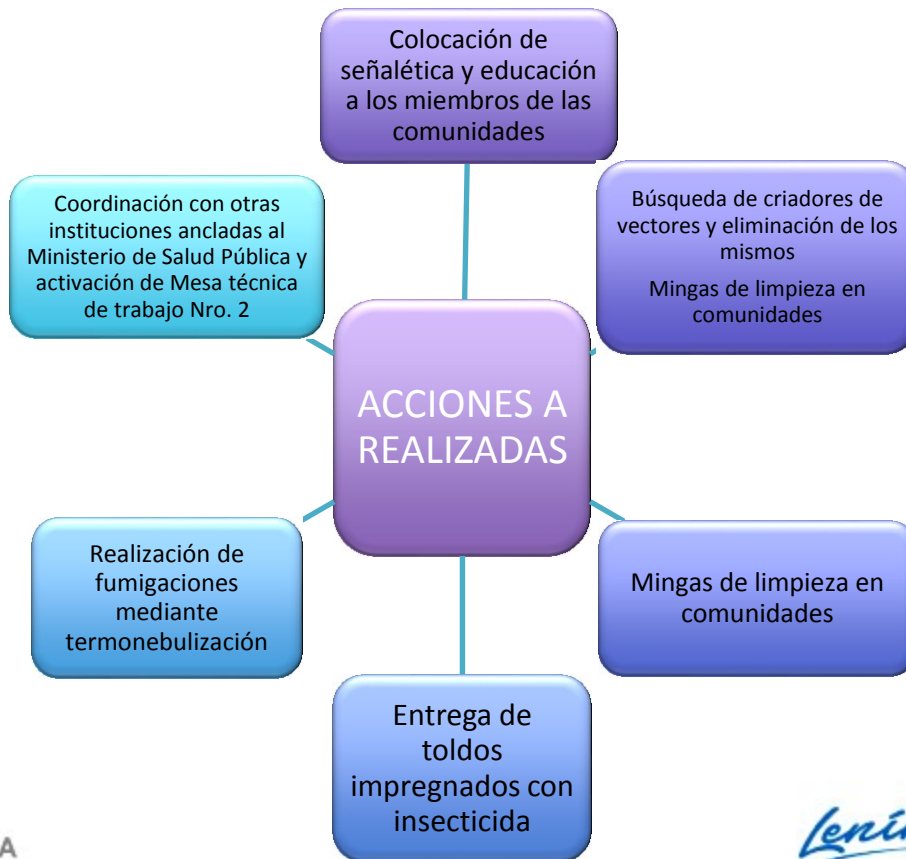 Colocación de
señalética y educación
a los miembros de las
comunidades
Búsqueda de criadores de
vectores y eliminación de los
mismos
Mingas de limpieza en
comunidades
Coordinación con otras
instituciones ancladas al
Ministerio de Salud Pública y
activación de Mesa técnica
de trabajo Nro. 2
ACCIONES A
REALIZADAS
Realización de
fumigaciones
mediante
termonebulización
Mingas de limpieza en
comunidades
Entrega de
toldos
impregnados con
insecticida
A